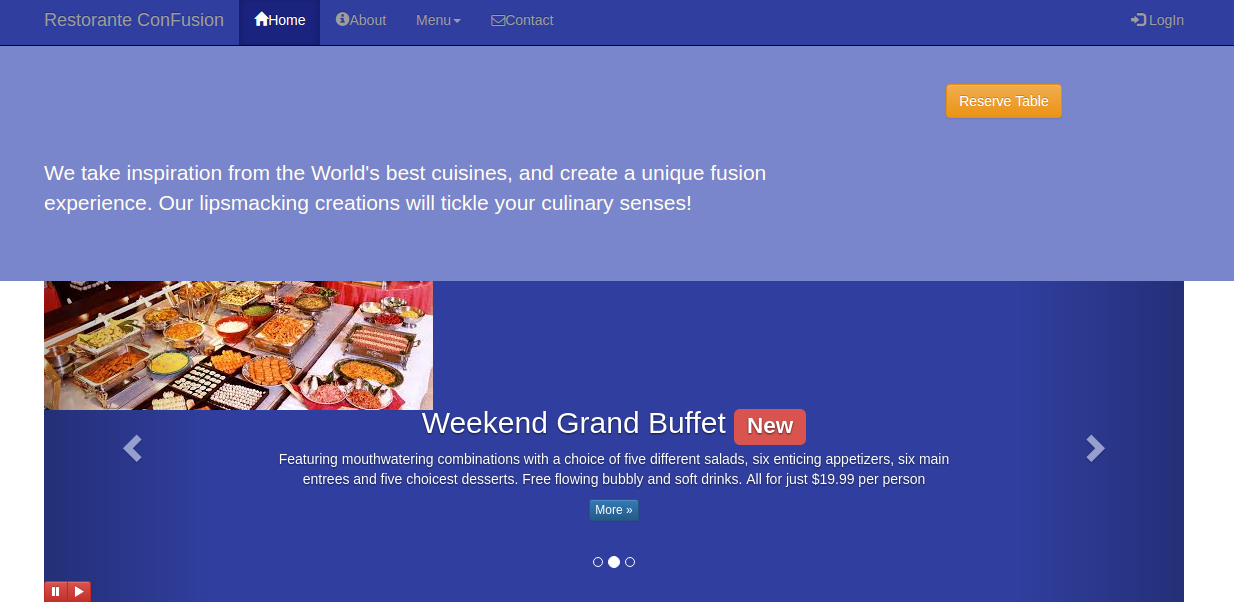 Restorante ConFusion Home About Menu Contact LogIn
Reserve Table
We take inspiration from the World's best cuisines, and create a unique fusion
experience. Our lipsmacking creations will tickle your culinary senses!
Weekend Grand Buffet New
Featuring mouthwatering combinations with a choice of five different salads, six enticing appetizers, six main
entrees and five choicest desserts. Free flowing bubbly and soft drinks. All for just $19.99 per person
More »